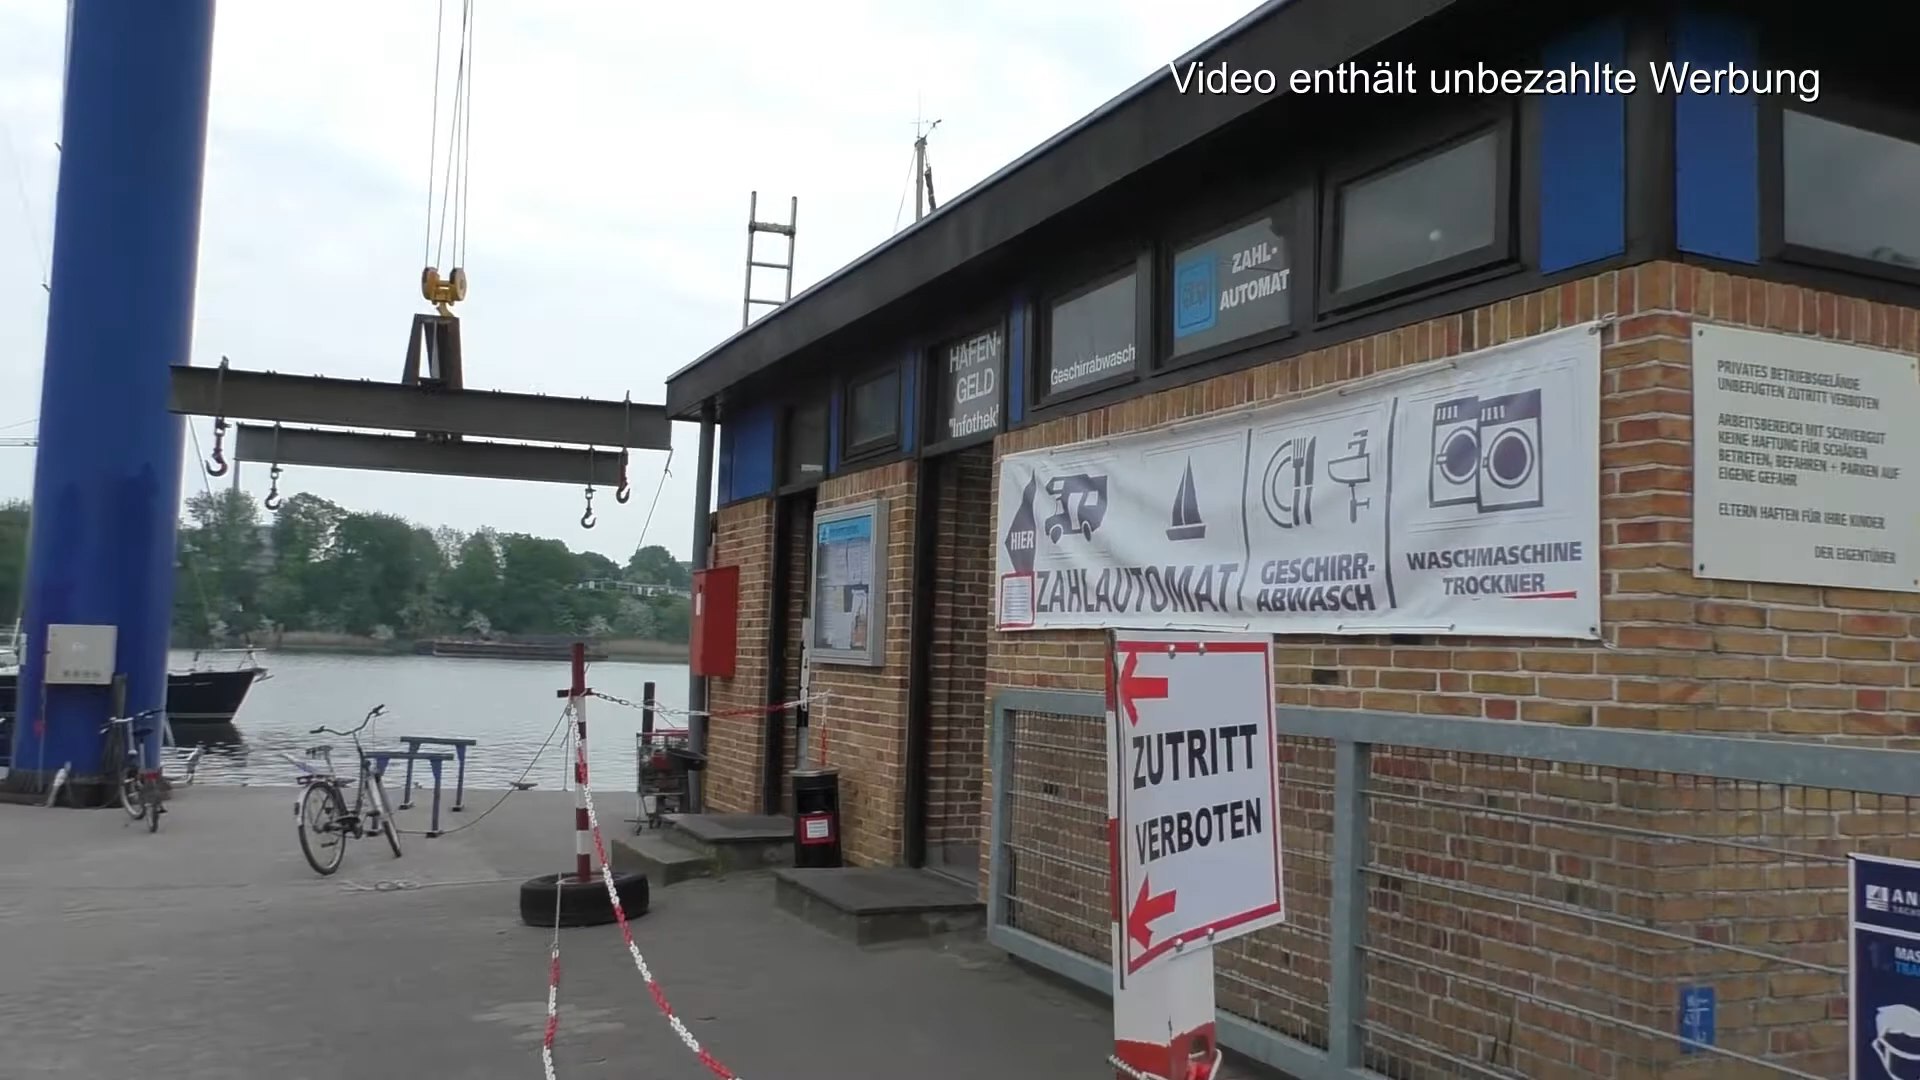 Video enthält unbezahlte Werbung
ZAHL-
AUTOMAT
HAFEN-
GELD
"Infothek"
Geschirrabwasch
HIER
ZAHLAUTOMAT
GESCHIRR-
ABWASCH
WASCHMASCHINE
TROCKNER
PRIVATES BETRIEBSGELÄNDE
UNBEFUGTEN ZUTRITT VERBOTEN
ARBEITSBEREICH MIT SCHWERGUT
KEINE HAFTUNG FÜR SCHÄDEN
BETRETEN, BEFAHREN + PARKEN AUF
EIGENE GEFAHR
ELTERN HAFTEN FÜR IHRE KINDER
DER EIGENTÜMER
ZUTRITT
VERBOTEN
AN
MAS